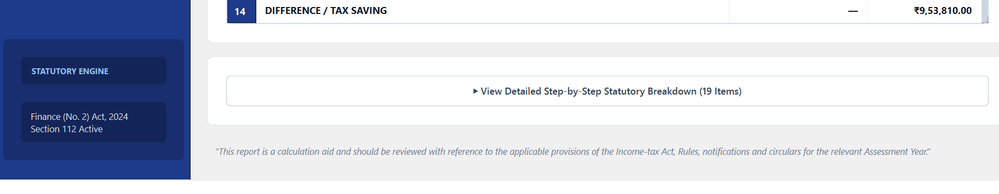 14 DIFFERENCE / TAX SAVING — ₹9,53,810.00
STATUTORY ENGINE
Finance (No. 2) Act, 2024
Section 112 Active
▶ View Detailed Step-by-Step Statutory Breakdown (19 Items)
“This report is a calculation aid and should be reviewed with reference to the applicable provisions of the Income-tax Act, Rules, notifications and circulars for the relevant Assessment Year.”